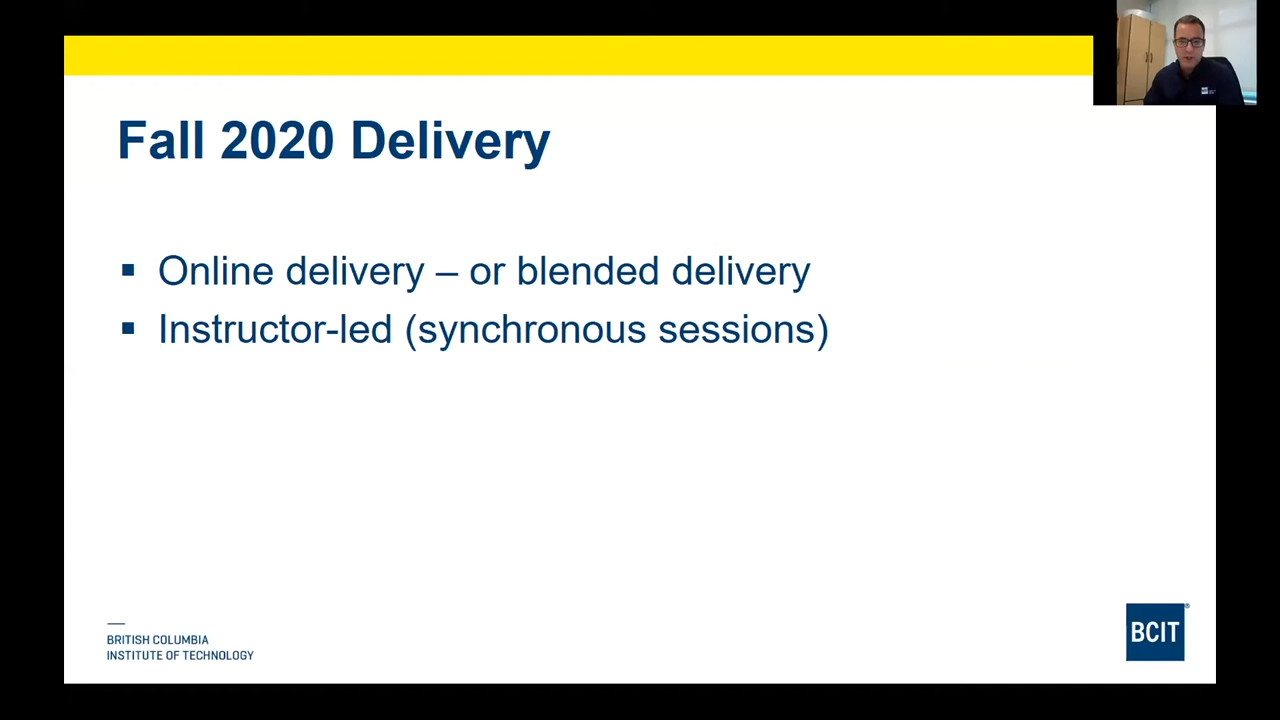 Fall 2020 Delivery
▪ Online delivery – or blended delivery
▪ Instructor-led (synchronous sessions)
BRITISH COLUMBIA
INSTITUTE OF TECHNOLOGY
BCIT®